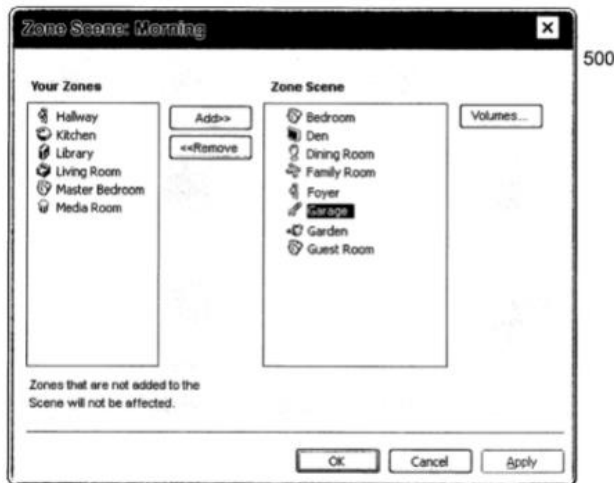 Zone Scene: Morning
500
Your Zones
Hallway
Kitchen
Library
Living Room
Master Bedroom
Media Room
Add>>
<<Remove
Zone Scene
Bedroom
Den
Dining Room
Family Room
Foyer
Garage
Garden
Guest Room
Volumes...
Zones that are not added to the
Scene will not be affected.
OK
Cancel
Apply